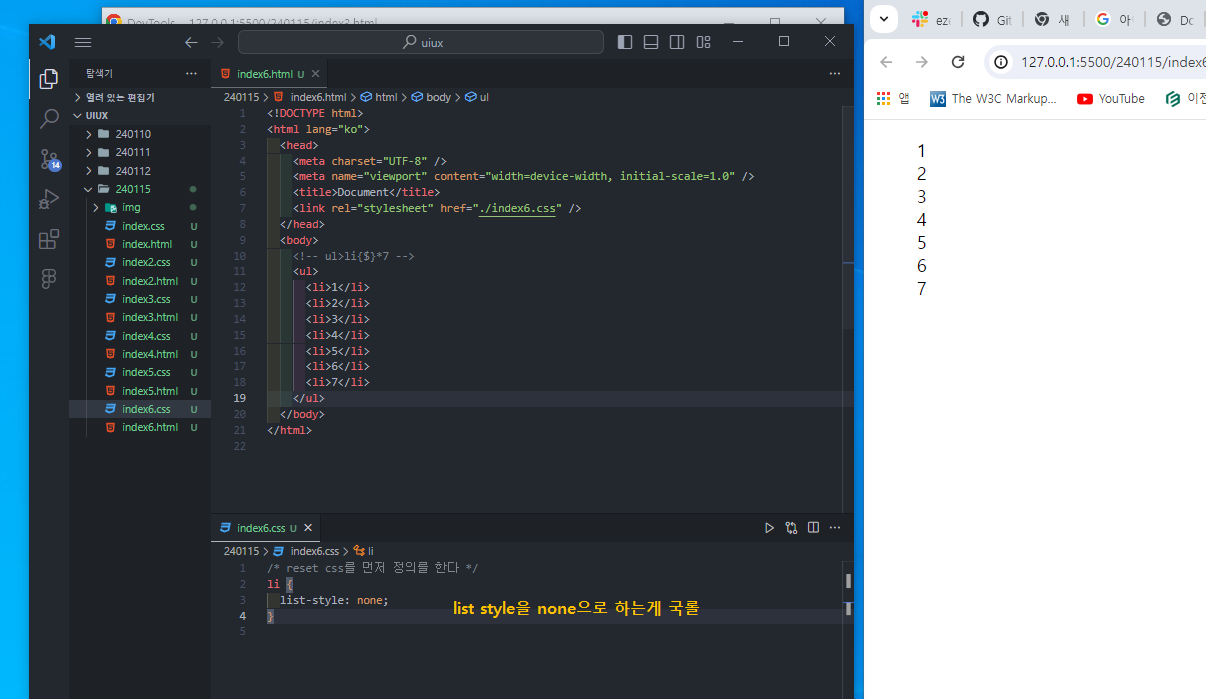 DevTools - 127.0.0.1:5500/240115/index3.html
uiux
탐색기
열려 있는 편집기
UIUX
240110
240111
240112
240115
img
index.css U
index.html U
index2.css U
index2.html U
index3.css U
index3.html U
index4.css U
index4.html U
index5.css U
index5.html U
index6.css U
index6.html U
14
index6.html U
240115 > index6.html > html > body > ul
1 <!DOCTYPE html>
2 <html lang="ko">
3 <head>
4 <meta charset="UTF-8" />
5 <meta name="viewport" content="width=device-width, initial-scale=1.0" />
6 <title>Document</title>
7 <link rel="stylesheet" href="./index6.css" />
8 </head>
9 <body>
10 <!-- ul>li{$}*7 -->
11 <ul>
12 <li>1</li>
13 <li>2</li>
14 <li>3</li>
15 <li>4</li>
16 <li>5</li>
17 <li>6</li>
18 <li>7</li>
19 </ul>
20 </body>
21 </html>
22
index6.css U
240115 > index6.css > li
1 /* reset css를 먼저 정의를 한다 */
2 li {
3 list-style: none;
4 }
5
list style을 none으로 하는게 국룰
ez Git 새 아 Dc
127.0.0.1:5500/240115/index6
앱 The W3C Markup... YouTube 이젠
1
2
3
4
5
6
7